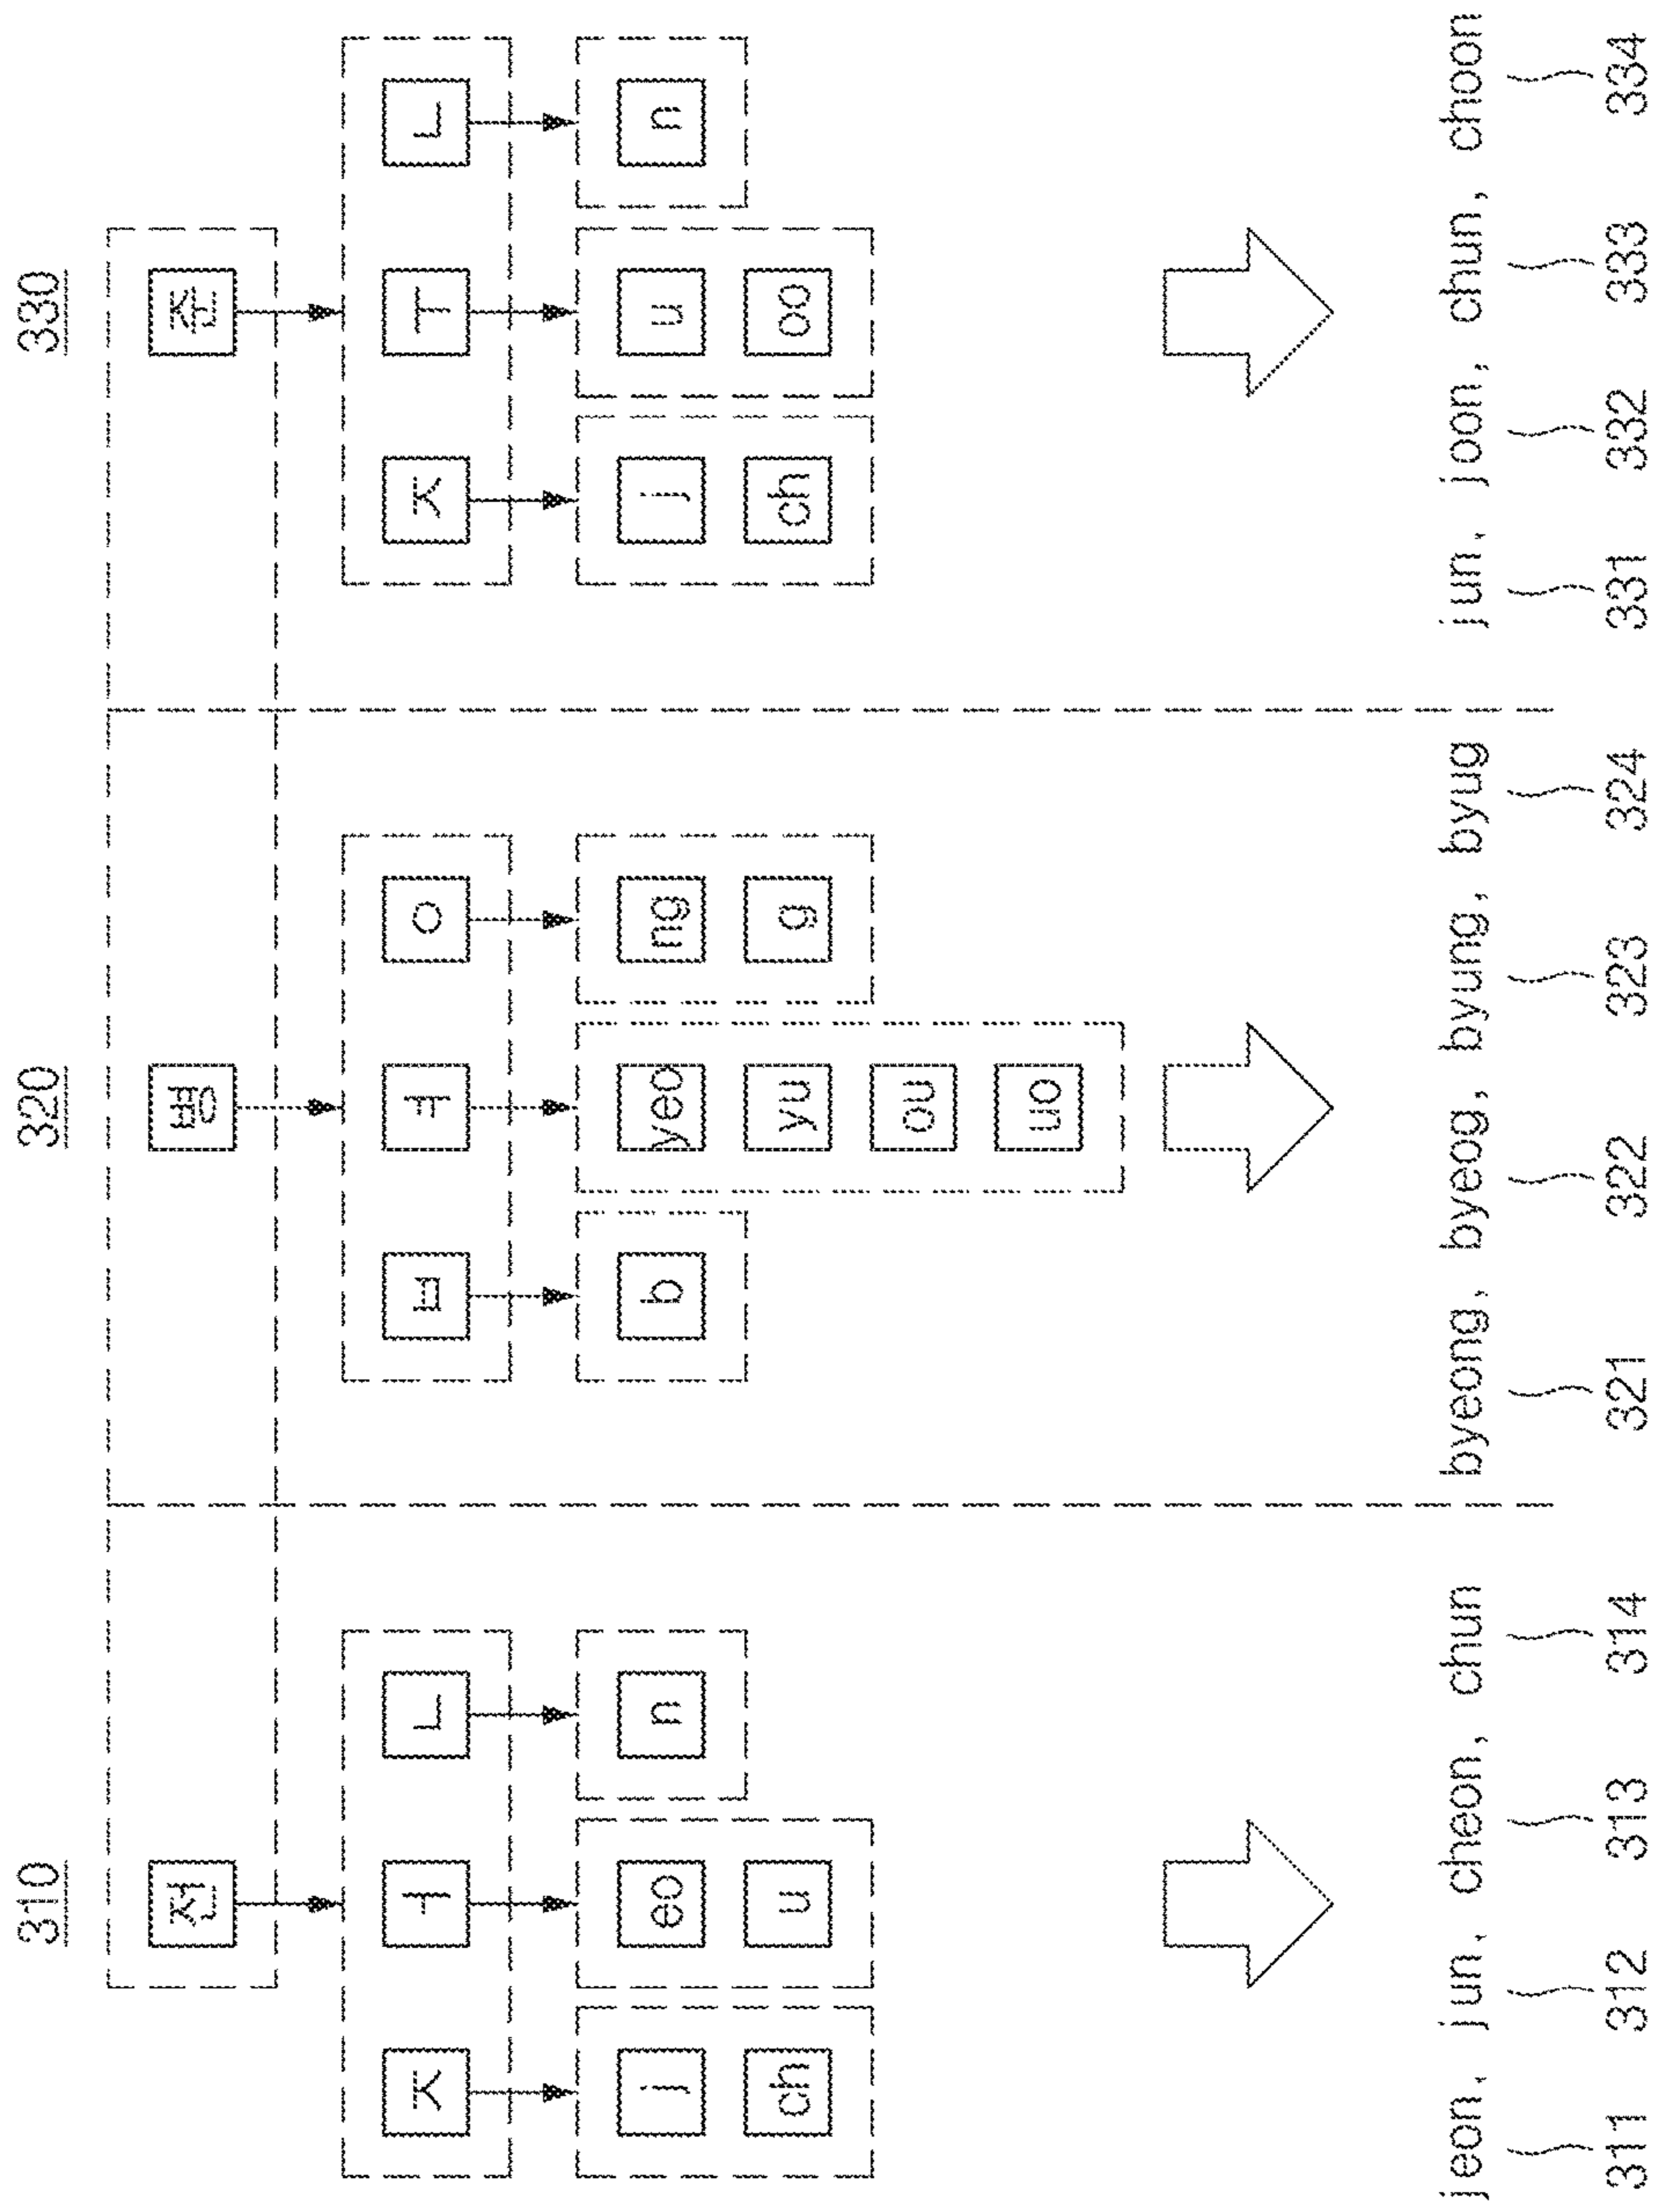 310 320 330
전 병 준
ㅈ ㅓ ㄴ ㅂ ㅕ ㅇ ㅈ ㅜ ㄴ
j eo n b yeo ng j u n
ch u yu g ch oo
ou
uo
jeon, jun, cheon, chun byeong, byeog, byung, byug jun, joon, chun, choon
311 312 313 314 321 322 323 324 331 332 333 334